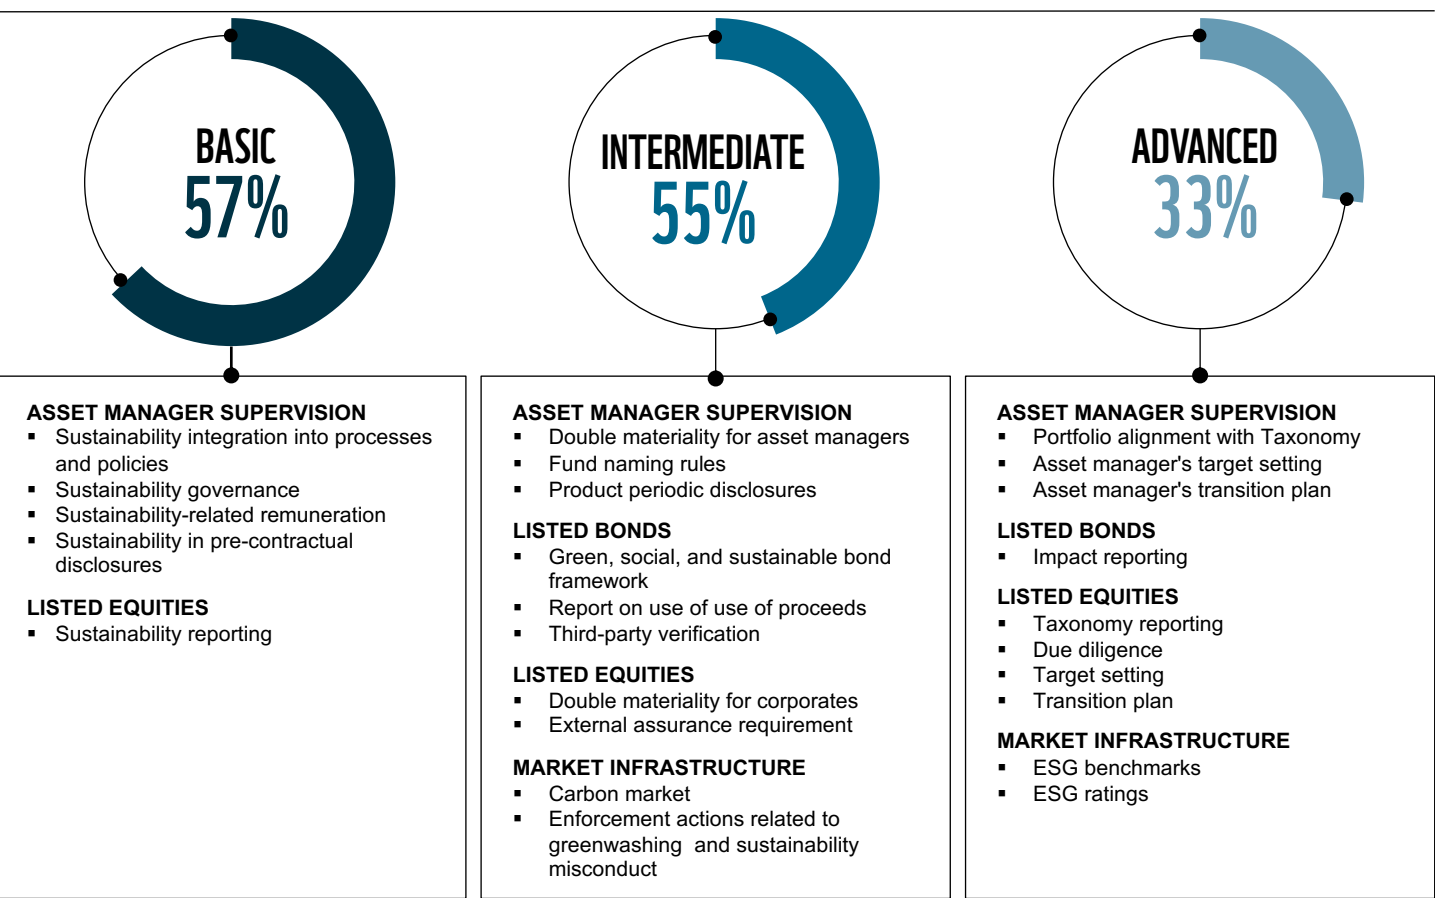 BASIC
57%
ASSET MANAGER SUPERVISION
▪ Sustainability integration into processes
and policies
▪ Sustainability governance
▪ Sustainability-related remuneration
▪ Sustainability in pre-contractual
disclosures
LISTED EQUITIES
▪ Sustainability reporting
INTERMEDIATE
55%
ASSET MANAGER SUPERVISION
▪ Double materiality for asset managers
▪ Fund naming rules
▪ Product periodic disclosures
LISTED BONDS
▪ Green, social, and sustainable bond
framework
▪ Report on use of use of proceeds
▪ Third-party verification
LISTED EQUITIES
▪ Double materiality for corporates
▪ External assurance requirement
MARKET INFRASTRUCTURE
▪ Carbon market
▪ Enforcement actions related to
greenwashing and sustainability
misconduct
ADVANCED
33%
ASSET MANAGER SUPERVISION
▪ Portfolio alignment with Taxonomy
▪ Asset manager's target setting
▪ Asset manager's transition plan
LISTED BONDS
▪ Impact reporting
LISTED EQUITIES
▪ Taxonomy reporting
▪ Due diligence
▪ Target setting
▪ Transition plan
MARKET INFRASTRUCTURE
▪ ESG benchmarks
▪ ESG ratings